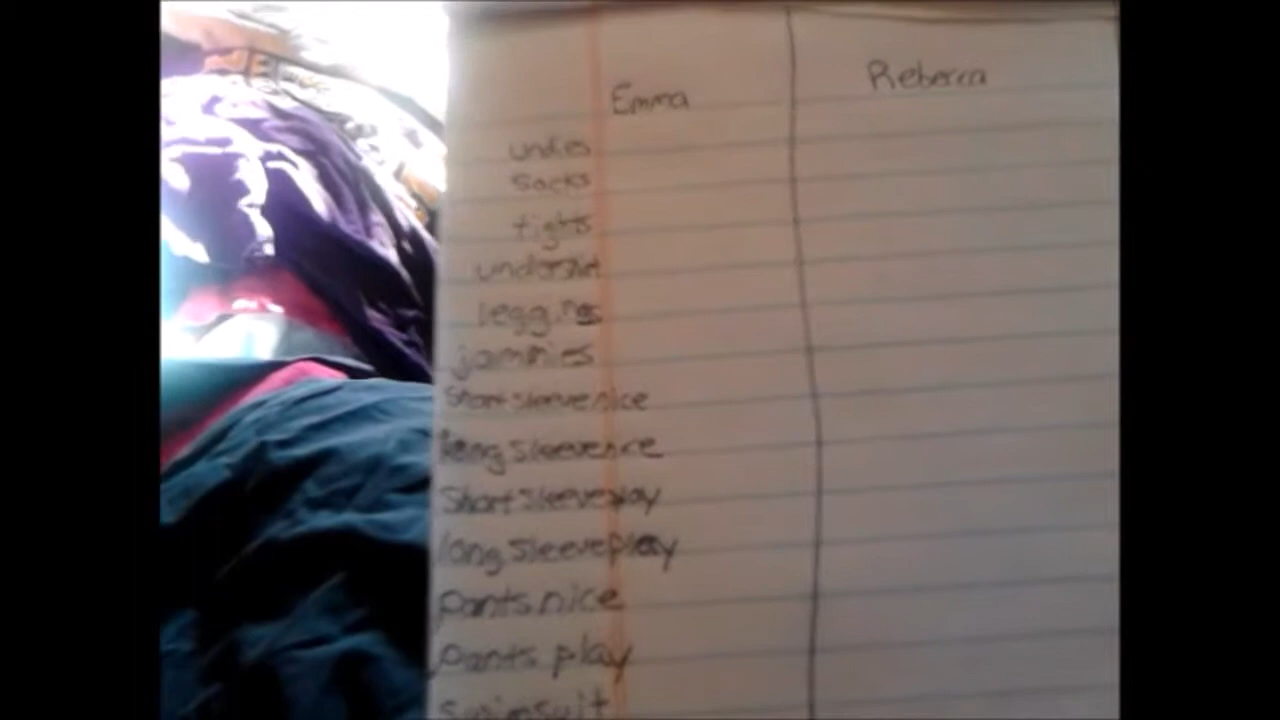 Emma Rebecca
undies
socks
tights
undershirt
leggings
jammies
Short sleeve nice
long sleeve nice
Short sleeve play
long sleeve play
pants nice
pants play
swimsuit